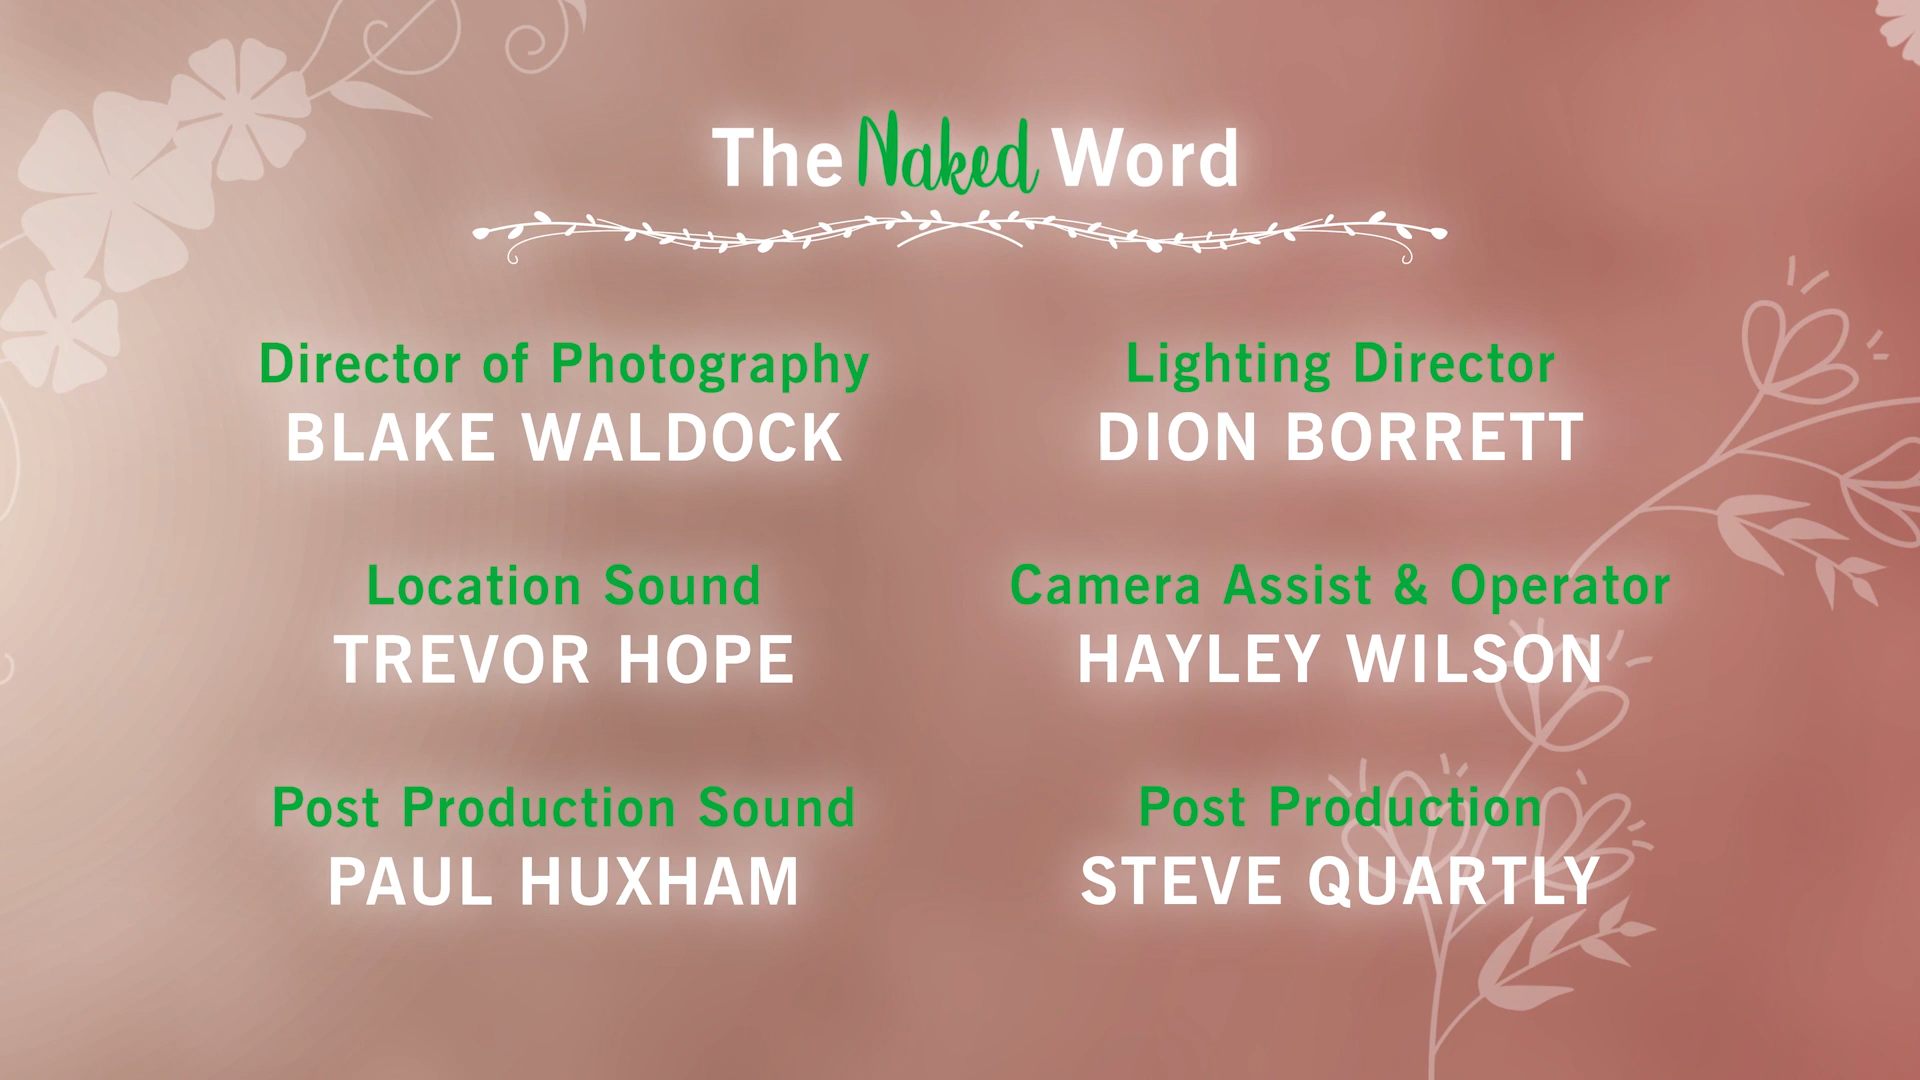 The Naked Word
Director of Photography
BLAKE WALDOCK
Lighting Director
DION BORRETT
Location Sound
TREVOR HOPE
Camera Assist & Operator
HAYLEY WILSON
Post Production Sound
PAUL HUXHAM
Post Production
STEVE QUARTLY